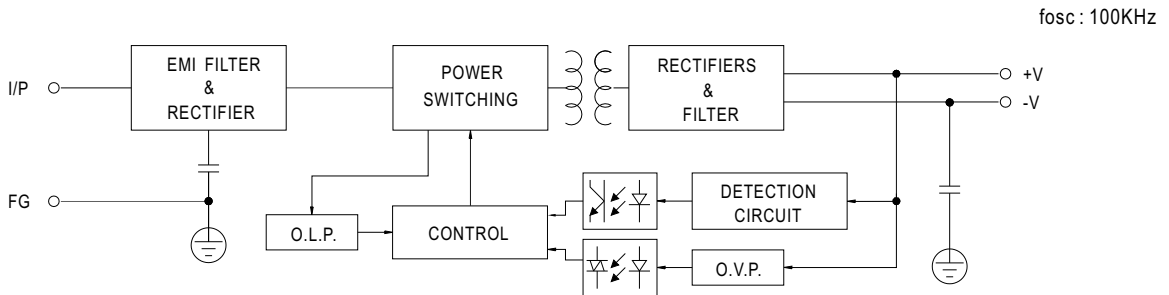 fosc : 100KHz
I/P
EMI FILTER
&
RECTIFIER
POWER
SWITCHING
RECTIFIERS
&
FILTER
+V
-V
FG
O.L.P.
CONTROL
DETECTION
CIRCUIT
O.V.P.